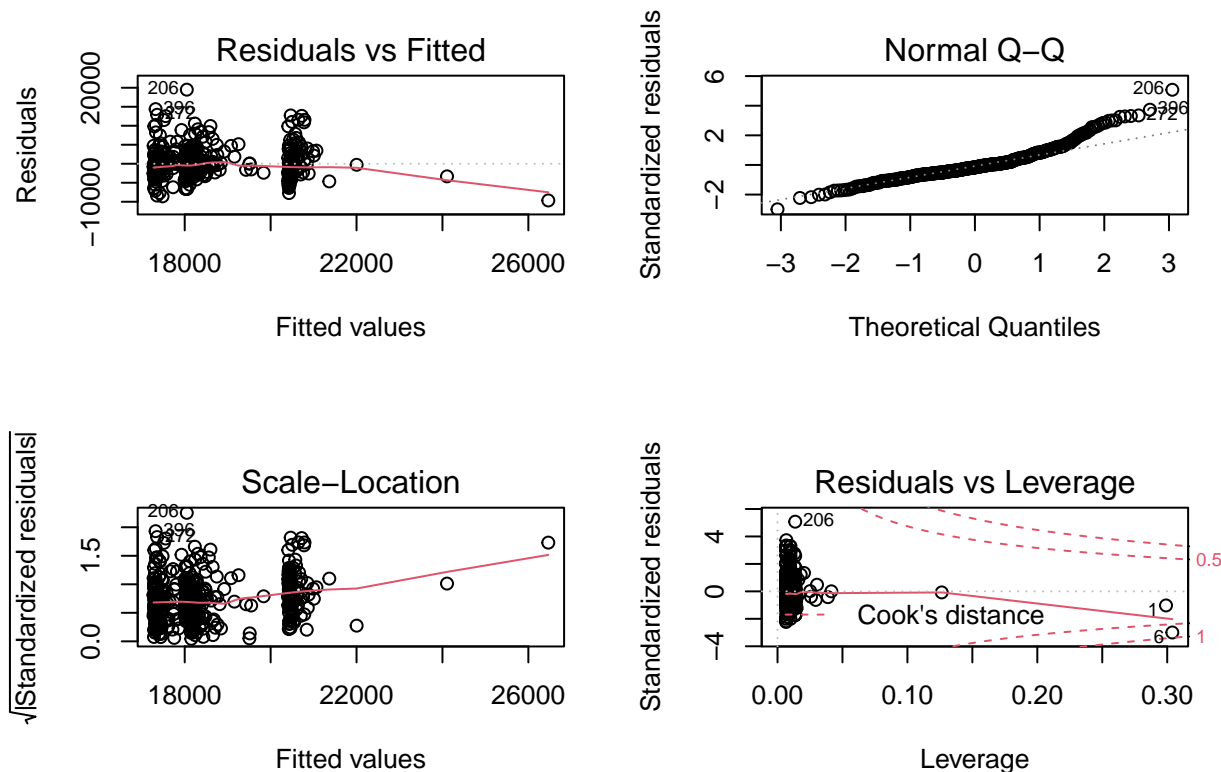 Residuals vs Fitted
Residuals
20000
−10000
206
396
272
18000 22000 26000
Fitted values
Normal Q−Q
Standardized residuals
6
2
−2
206
396
272
−3 −2 −1 0 1 2 3
Theoretical Quantiles
Scale−Location
√|Standardized residuals|
1.5
0.0
206
396
18000 22000 26000
Fitted values
Residuals vs Leverage
Standardized residuals
4
0
−4
206
0.5
1
Cook's distance
6
1
0.00 0.10 0.20 0.30
Leverage